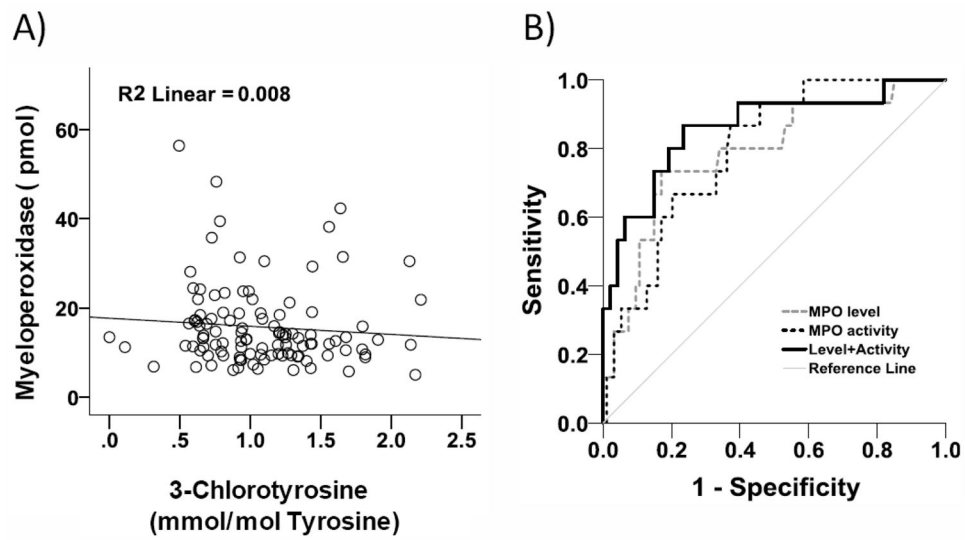 A)
R2 Linear = 0.008
Myeloperoxidase ( pmol)
60
40
20
0
.0 .5 1.0 1.5 2.0 2.5
3-Chlorotyrosine
(mmol/mol Tyrosine)
B)
Sensitivity
1.0
0.8
0.6
0.4
0.2
0.0
MPO level
MPO activity
Level+Activity
Reference Line
0.0 0.2 0.4 0.6 0.8 1.0
1 - Specificity